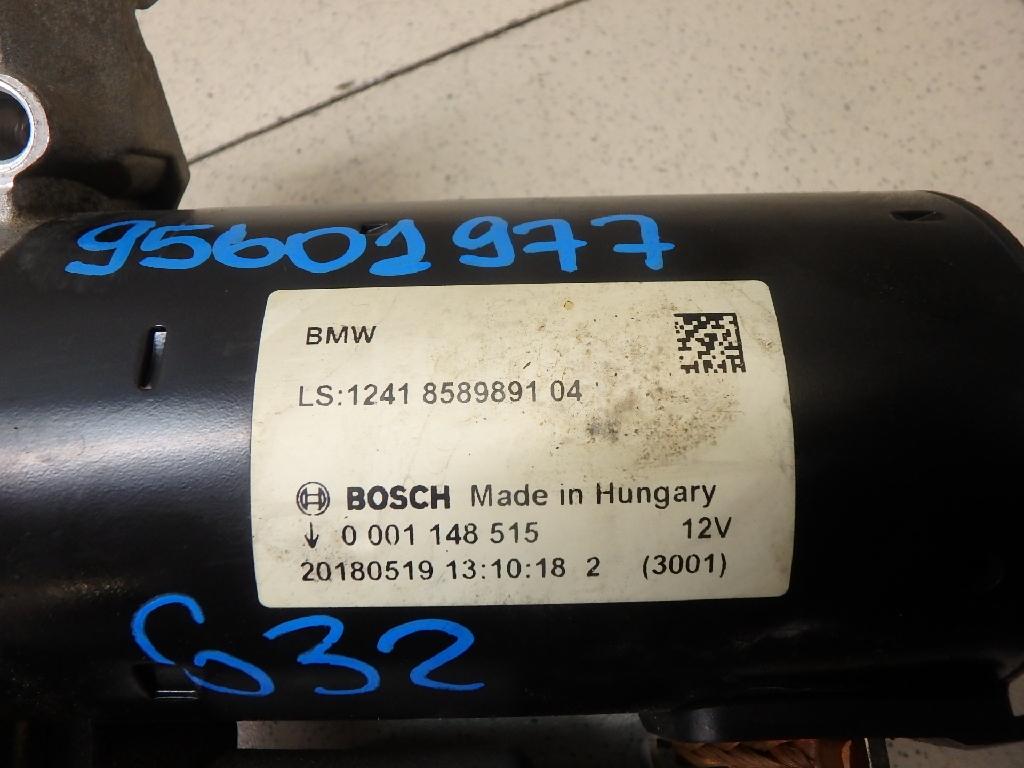 95601977
BMW
LS:1241 8589891 04
BOSCH Made in Hungary
↓ 0 001 148 515 12V
20180519 13:10:18 2 (3001)
G32